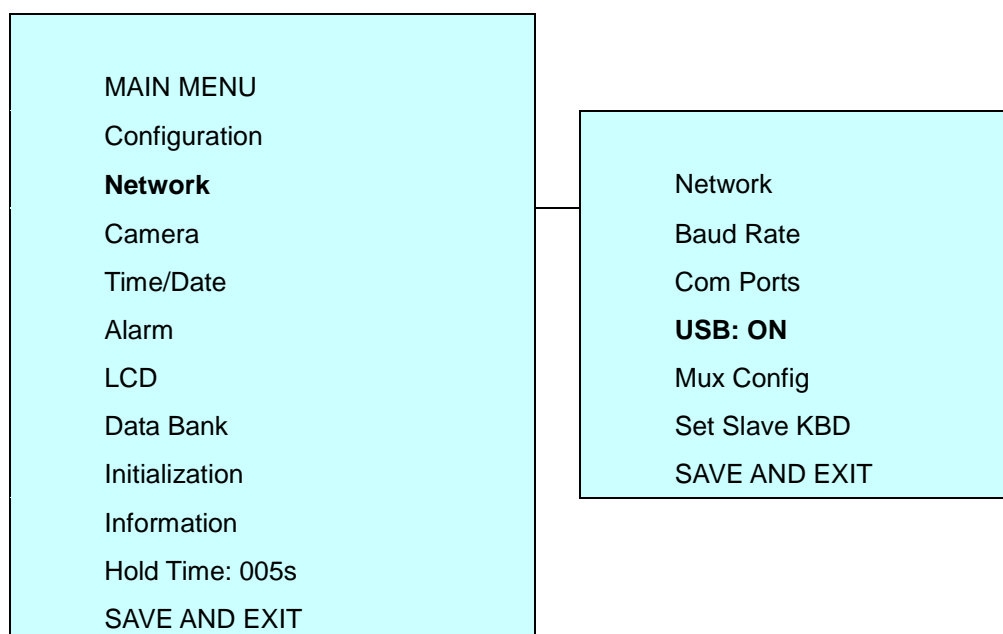 MAIN MENU
Configuration
Network
Camera
Time/Date
Alarm
LCD
Data Bank
Initialization
Information
Hold Time: 005s
SAVE AND EXIT
Network
Baud Rate
Com Ports
USB: ON
Mux Config
Set Slave KBD
SAVE AND EXIT